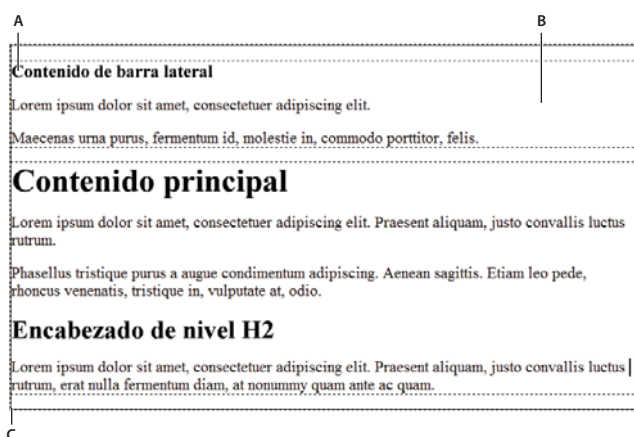 A
B
Contenido de barra lateral
Lorem ipsum dolor sit amet, consectetuer adipiscing elit.
Maecenas urna purus, fermentum id, molestie in, commodo porttitor, felis.
Contenido principal
Lorem ipsum dolor sit amet, consectetuer adipiscing elit. Praesent aliquam, justo convallis luctus
rutrum.
Phasellus tristique purus a augue condimentum adipiscing. Aenean sagittis. Etiam leo pede,
rhoncus venenatis, tristique in, vulputate at, odio.
Encabezado de nivel H2
Lorem ipsum dolor sit amet, consectetuer adipiscing elit. Praesent aliquam, justo convallis luctus
rutrum, erat nulla fermentum diam, at nonummy quam ante ac quam.
C